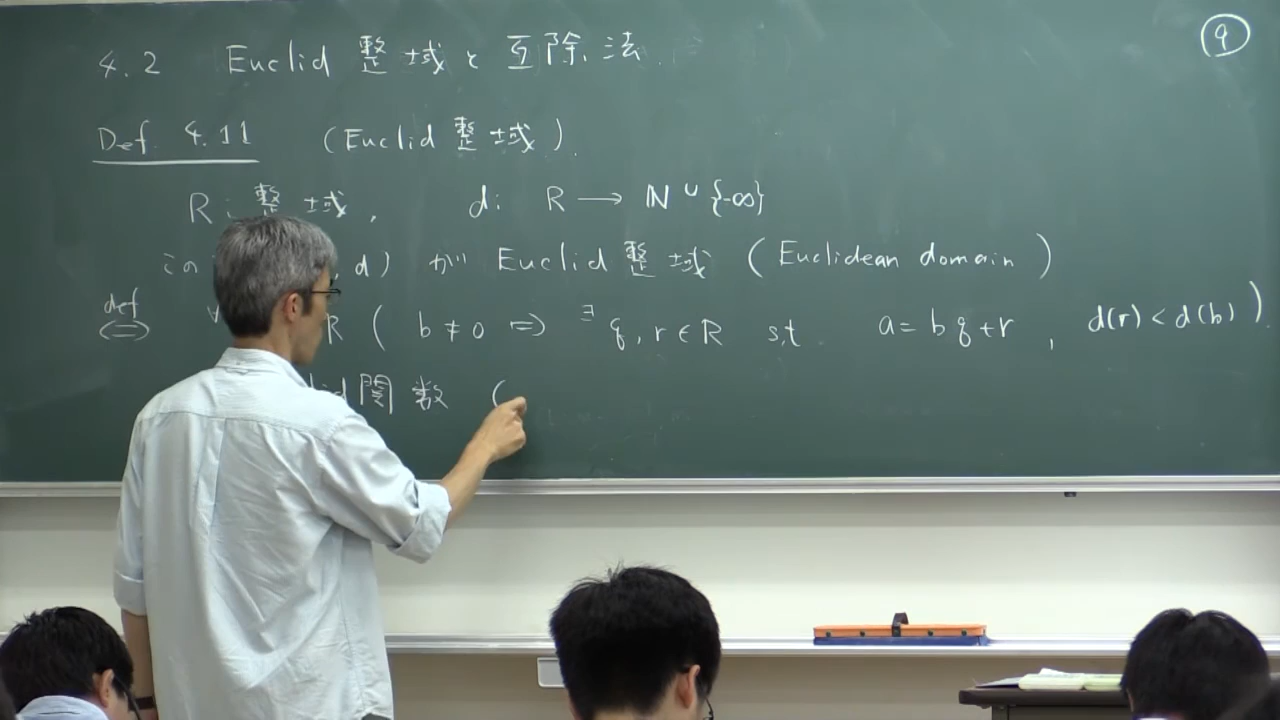 ⑨
4.2 Euclid 整域と互除法.
Def. 4.11 (Euclid 整域).
R: 整域, d: R → ℕ ∪ {-∞}
この , d) が Euclid 整域 (Euclidean domain)
def ⇔ ∀ R ( b ≠ 0 ⇒ ∃ q, r ∈ R s,t. a = bq + r, d(r) < d(b) ).
関数 (